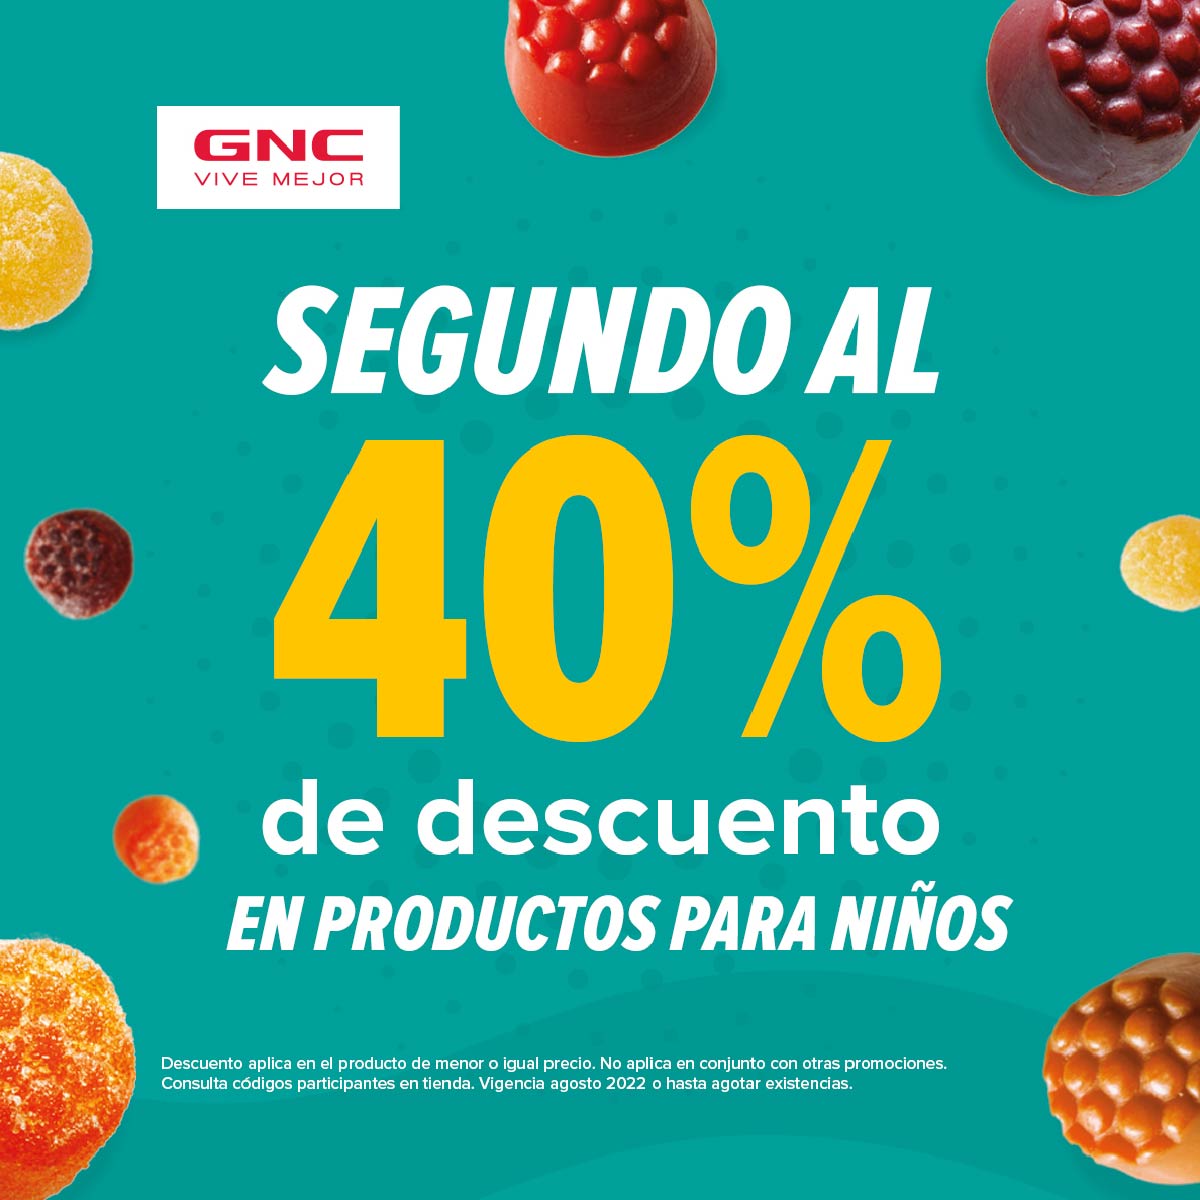 GNC
VIVE MEJOR
SEGUNDO AL
40%
de descuento
EN PRODUCTOS PARA NIÑOS
Descuento aplica en el producto de menor o igual precio. No aplica en conjunto con otras promociones.
Consulta códigos participantes en tienda. Vigencia agosto 2022 o hasta agotar existencias.